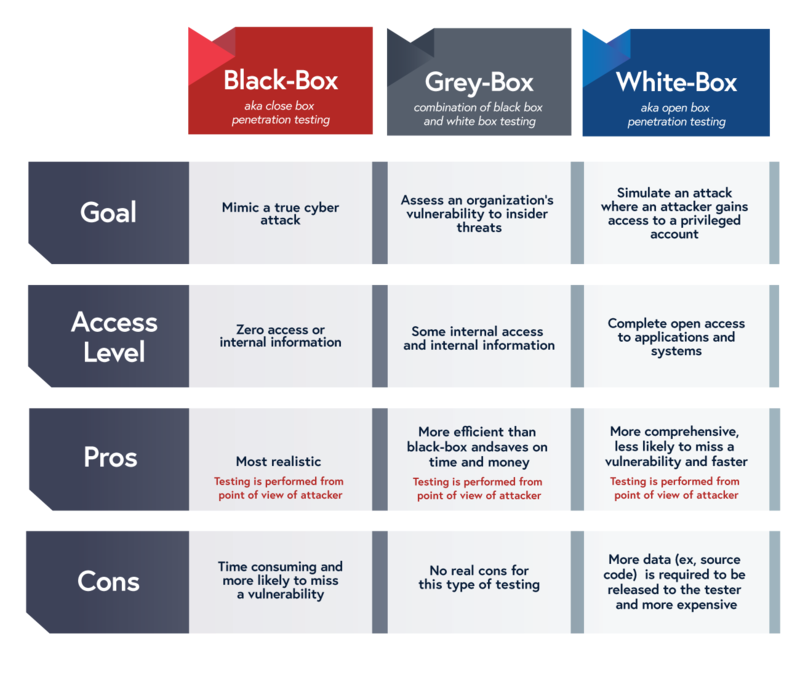 Black-Box
aka close box
penetration testing
Grey-Box
combination of black box
and white box testing
White-Box
aka open box
penetration testing
Goal
Mimic a true cyber
attack
Assess an organization's
vulnerability to insider
threats
Simulate an attack
where an attacker gains
access to a privileged
account
Access
Level
Zero access or
internal information
Some internal access
and internal information
Complete open access
to applications and
systems
Pros
Most realistic
Testing is performed from
point of view of attacker
More efficient than
black-box andsaves on
time and money
Testing is performed from
point of view of attacker
More comprehensive,
less likely to miss a
vulnerability and faster
Testing is performed from
point of view of attacker
Cons
Time consuming and
more likely to miss
a vulnerability
No real cons for
this type of testing
More data (ex, source
code) is required to be
released to the tester
and more expensive